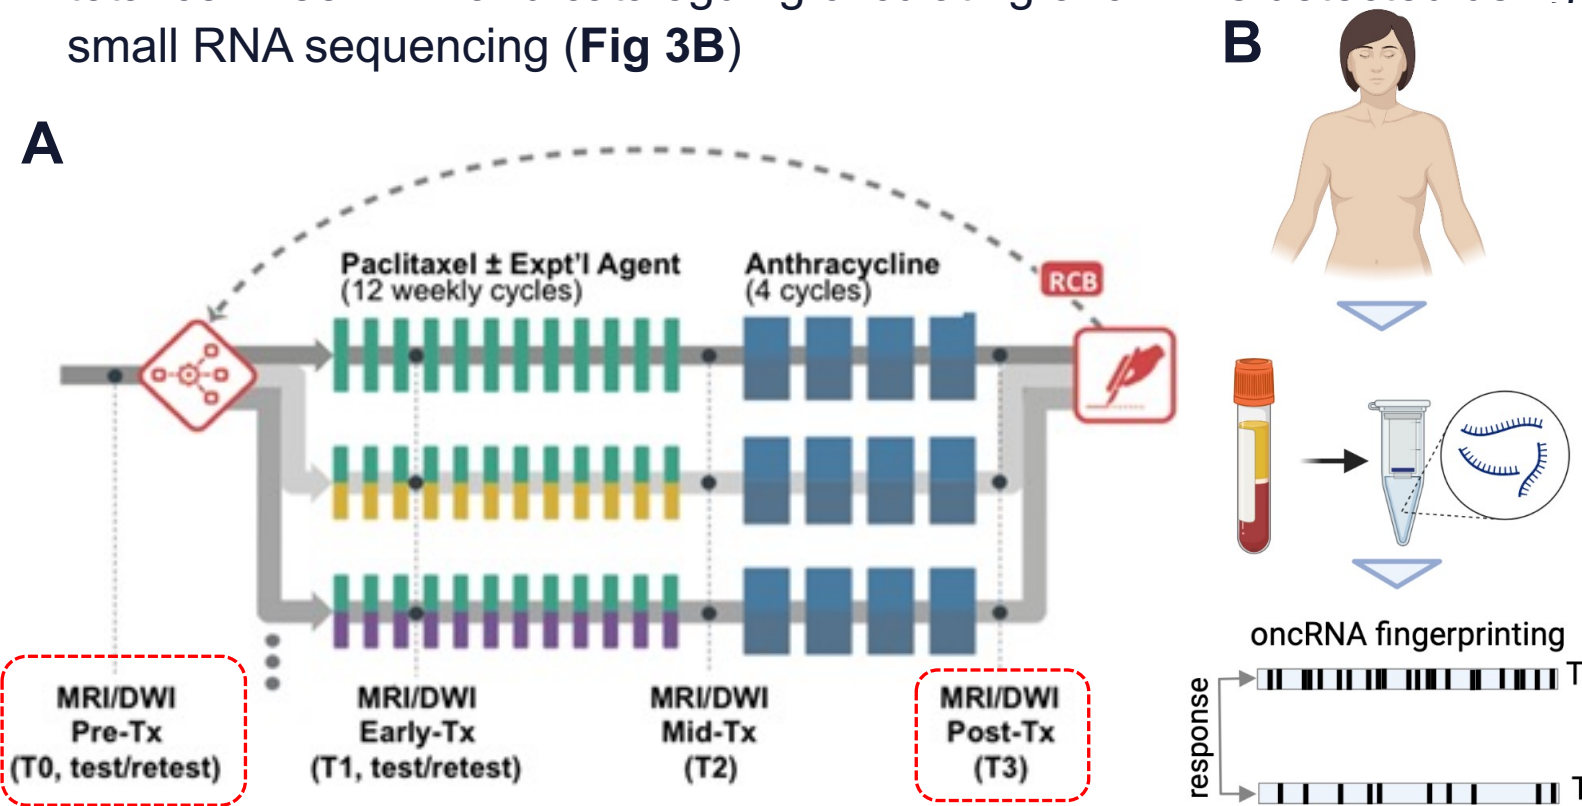 small RNA sequencing (Fig 3B)
A
B
Paclitaxel ± Expt'l Agent
(12 weekly cycles)
Anthracycline
(4 cycles)
RCB
MRI/DWI
Pre-Tx
(T0, test/retest)
MRI/DWI
Early-Tx
(T1, test/retest)
MRI/DWI
Mid-Tx
(T2)
MRI/DWI
Post-Tx
(T3)
oncRNA fingerprinting
response
T
T